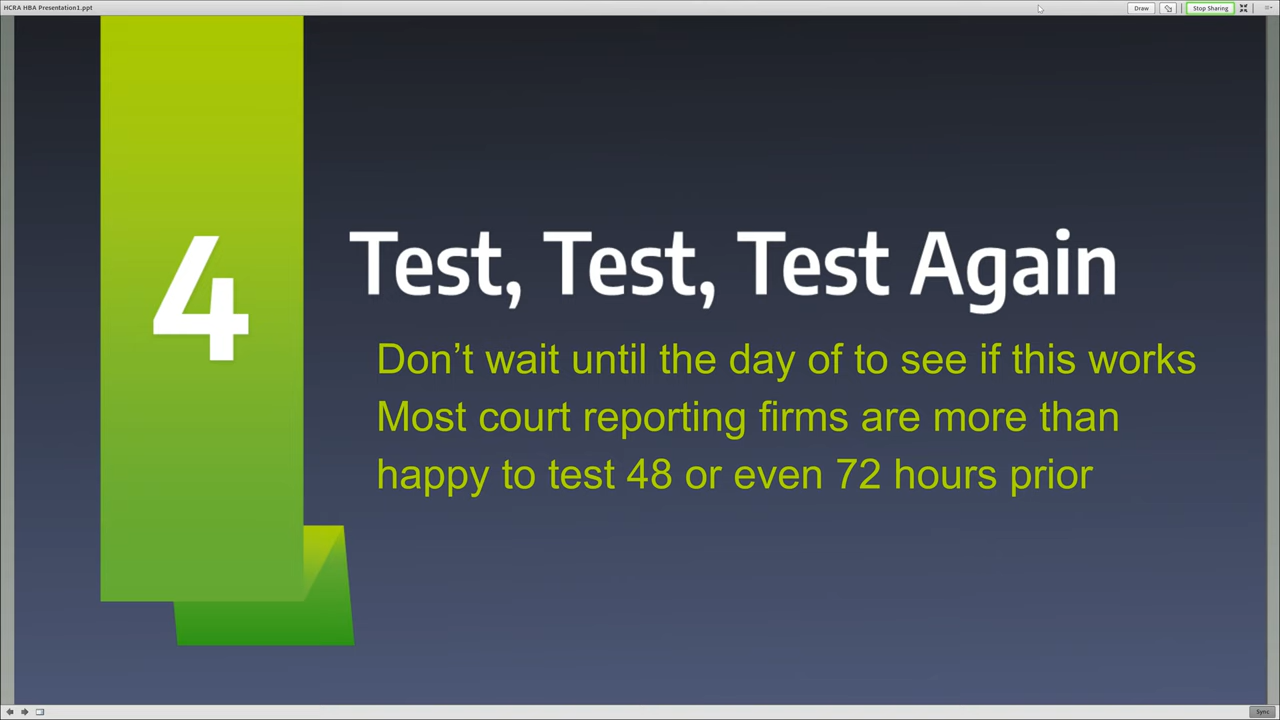 HCRA HBA Presentation1.ppt
Draw
Stop Sharing
4
Test, Test, Test Again
Don’t wait until the day of to see if this works
Most court reporting firms are more than
happy to test 48 or even 72 hours prior
Sync